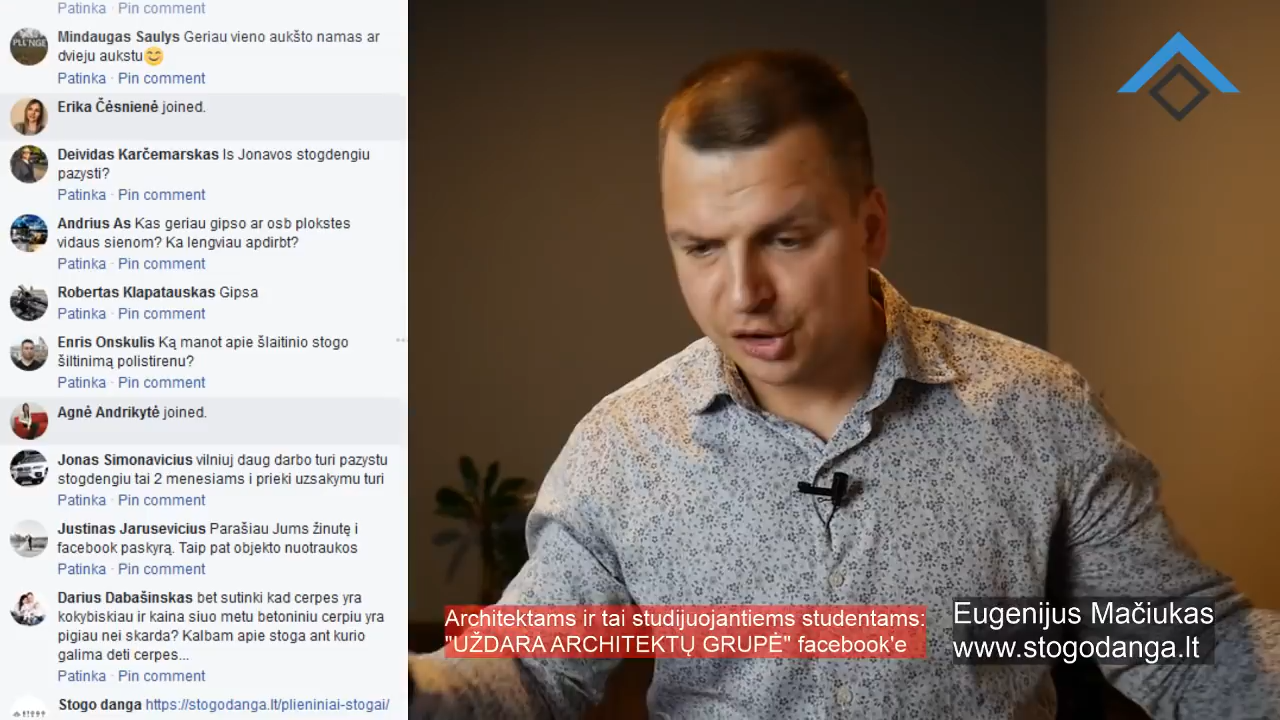 Patinka · Pin comment
Mindaugas Saulys Geriau vieno aukšto namas ar
dvieju aukstu😊
Patinka · Pin comment
Erika Čėsnienė joined.
Deividas Karčemarskas Is Jonavos stogdengiu
pazysti?
Patinka · Pin comment
Andrius As Kas geriau gipso ar osb plokstes
vidaus sienom? Ka lengviau apdirbt?
Patinka · Pin comment
Robertas Klapatauskas Gipsa
Patinka · Pin comment
Enris Onskulis Ką manot apie šlaitinio stogo
šiltinimą polistirenu?
Patinka · Pin comment
Agnė Andrikytė joined.
Jonas Simonavicius vilniuj daug darbo turi pazystu
stogdengiu tai 2 menesiams i prieki uzsakymu turi
Patinka · Pin comment
Justinas Jarusevicius Parašiau Jums žinutę i
facebook paskyrą. Taip pat objekto nuotraukos
Patinka · Pin comment
Darius Dabašinskas bet sutinki kad cerpes yra
kokybiskiau ir kaina siuo metu betoniniu cerpiu yra
pigiau nei skarda? Kalbam apie stoga ant kurio
galima deti cerpes...
Patinka · Pin comment
Stogo danga https://stogodanga.lt/plieniniai-stogai/
PLUNGĖ
Architektams ir tai studijuojantiems studentams:
"UŽDARA ARCHITEKTŲ GRUPĖ" facebook'e
Eugenijus Mačiukas
www.stogodanga.lt